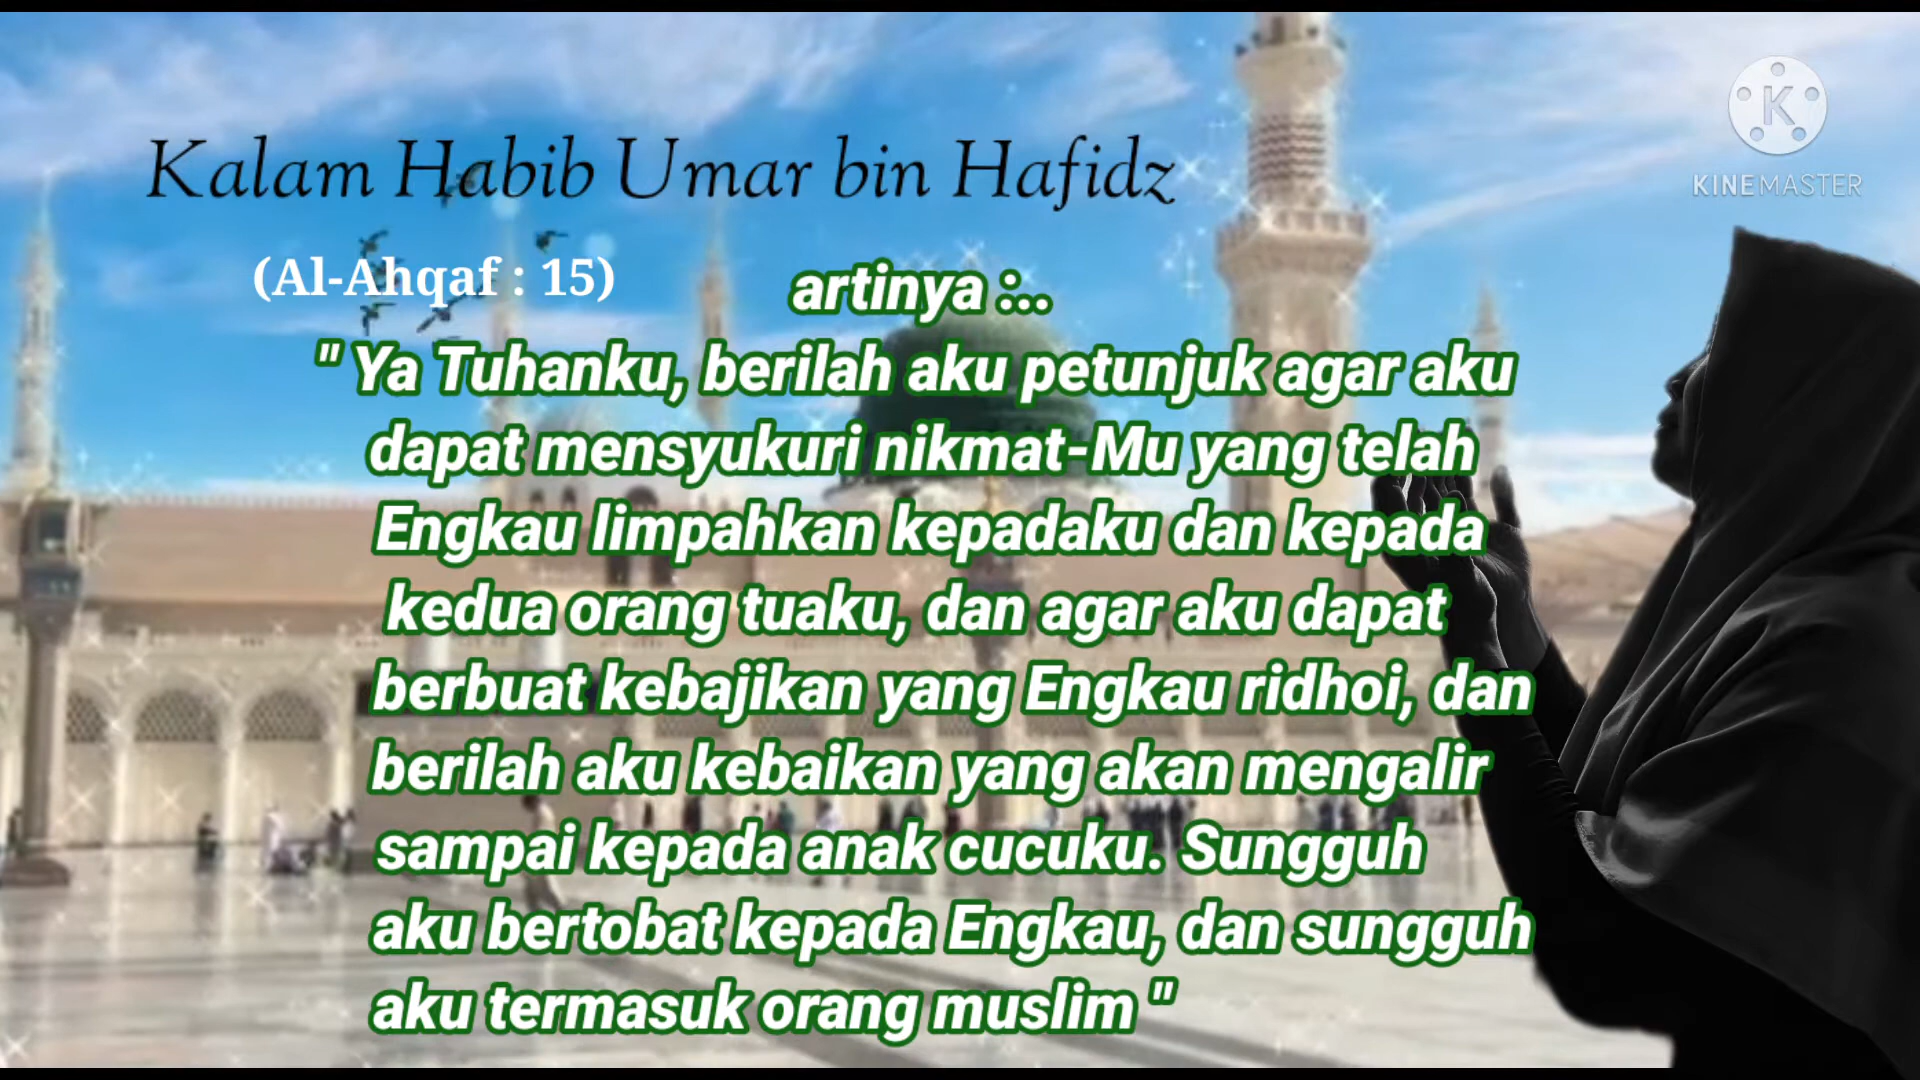 KINEMASTER
Kalam Habib Umar bin Hafidz
(Al-Ahqaf : 15)
artinya :..
" Ya Tuhanku, berilah aku petunjuk agar aku
dapat mensyukuri nikmat-Mu yang telah
Engkau limpahkan kepadaku dan kepada
kedua orang tuaku, dan agar aku dapat
berbuat kebajikan yang Engkau ridhoi, dan
berilah aku kebaikan yang akan mengalir
sampai kepada anak cucuku. Sungguh
aku bertobat kepada Engkau, dan sungguh
aku termasuk orang muslim "